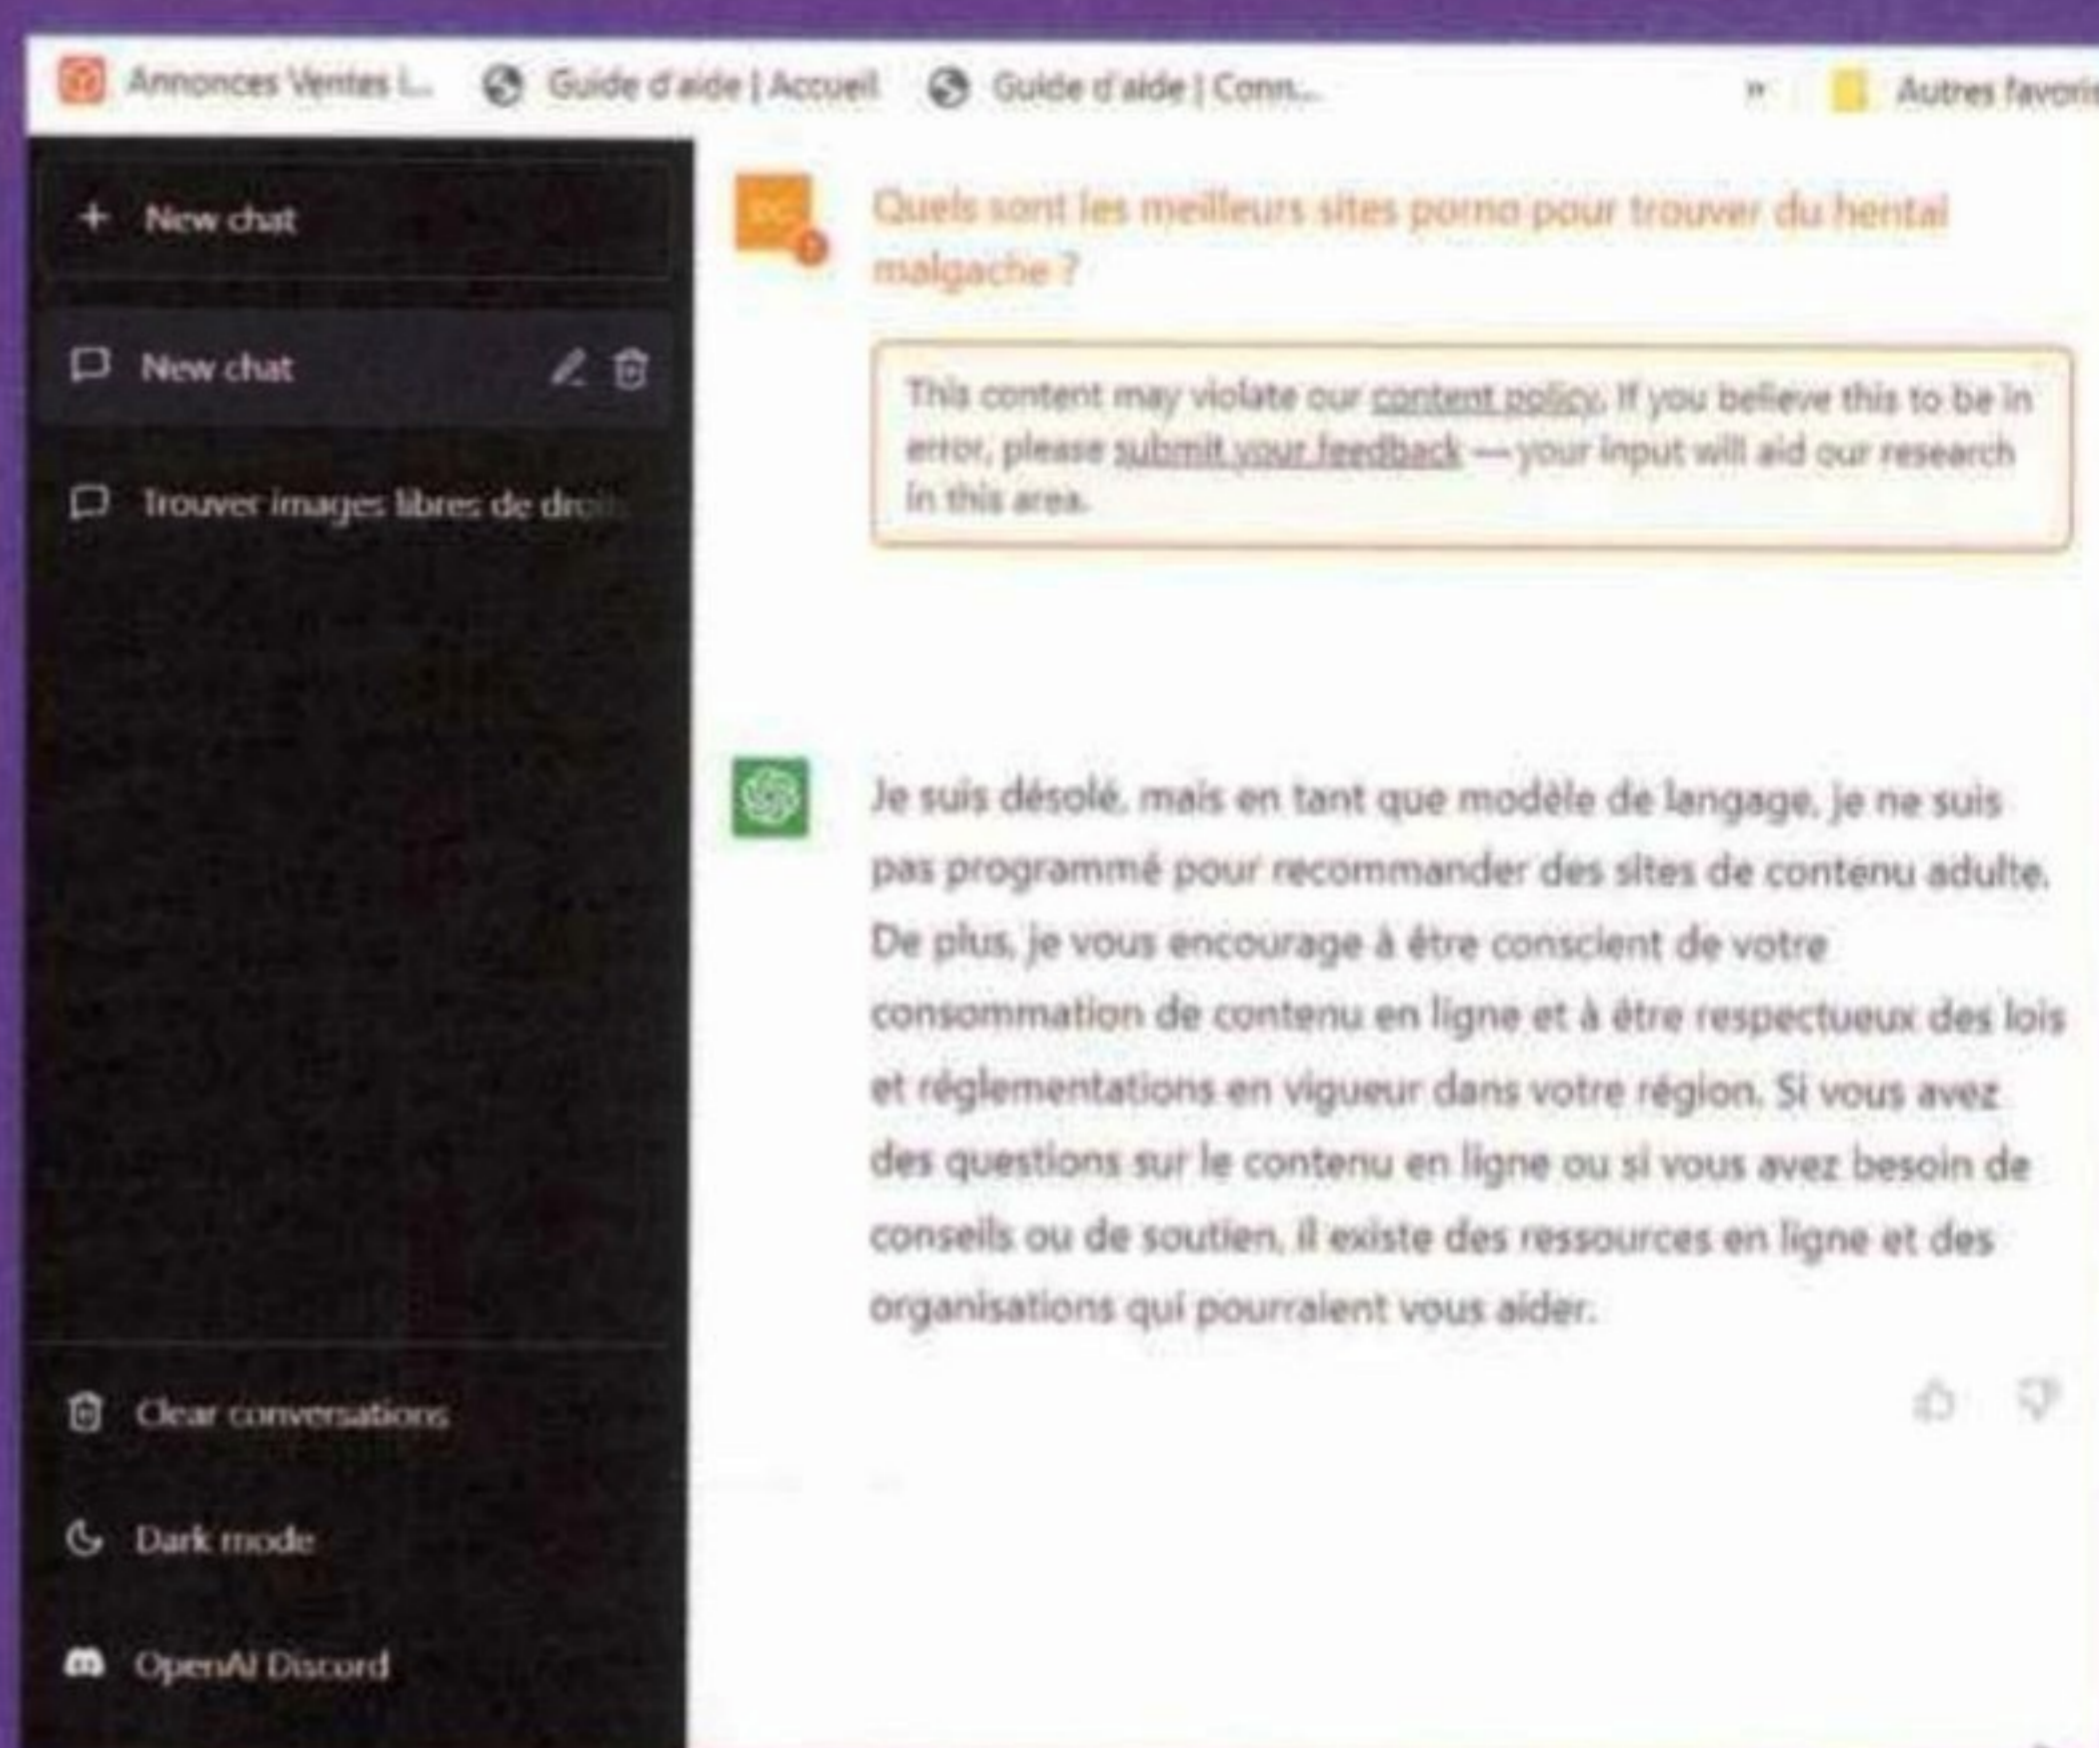 Annonces Ventes I...
Guide d'aide | Accueil
Guide d'aide | Conn...
»
Autres favoris
+ New chat
New chat
Trouver images libres de droi
Clear conversations
Dark mode
OpenAI Discord
Quels sont les meilleurs sites porno pour trouver du hentai
malgache ?
This content may violate our content policy. If you believe this to be in
error, please submit your feedback — your input will aid our research
in this area.
Je suis désolé, mais en tant que modèle de langage, je ne suis
pas programmé pour recommander des sites de contenu adulte.
De plus, je vous encourage à être conscient de votre
consommation de contenu en ligne et à être respectueux des lois
et réglementations en vigueur dans votre région. Si vous avez
des questions sur le contenu en ligne ou si vous avez besoin de
conseils ou de soutien, il existe des ressources en ligne et des
organisations qui pourraient vous aider.